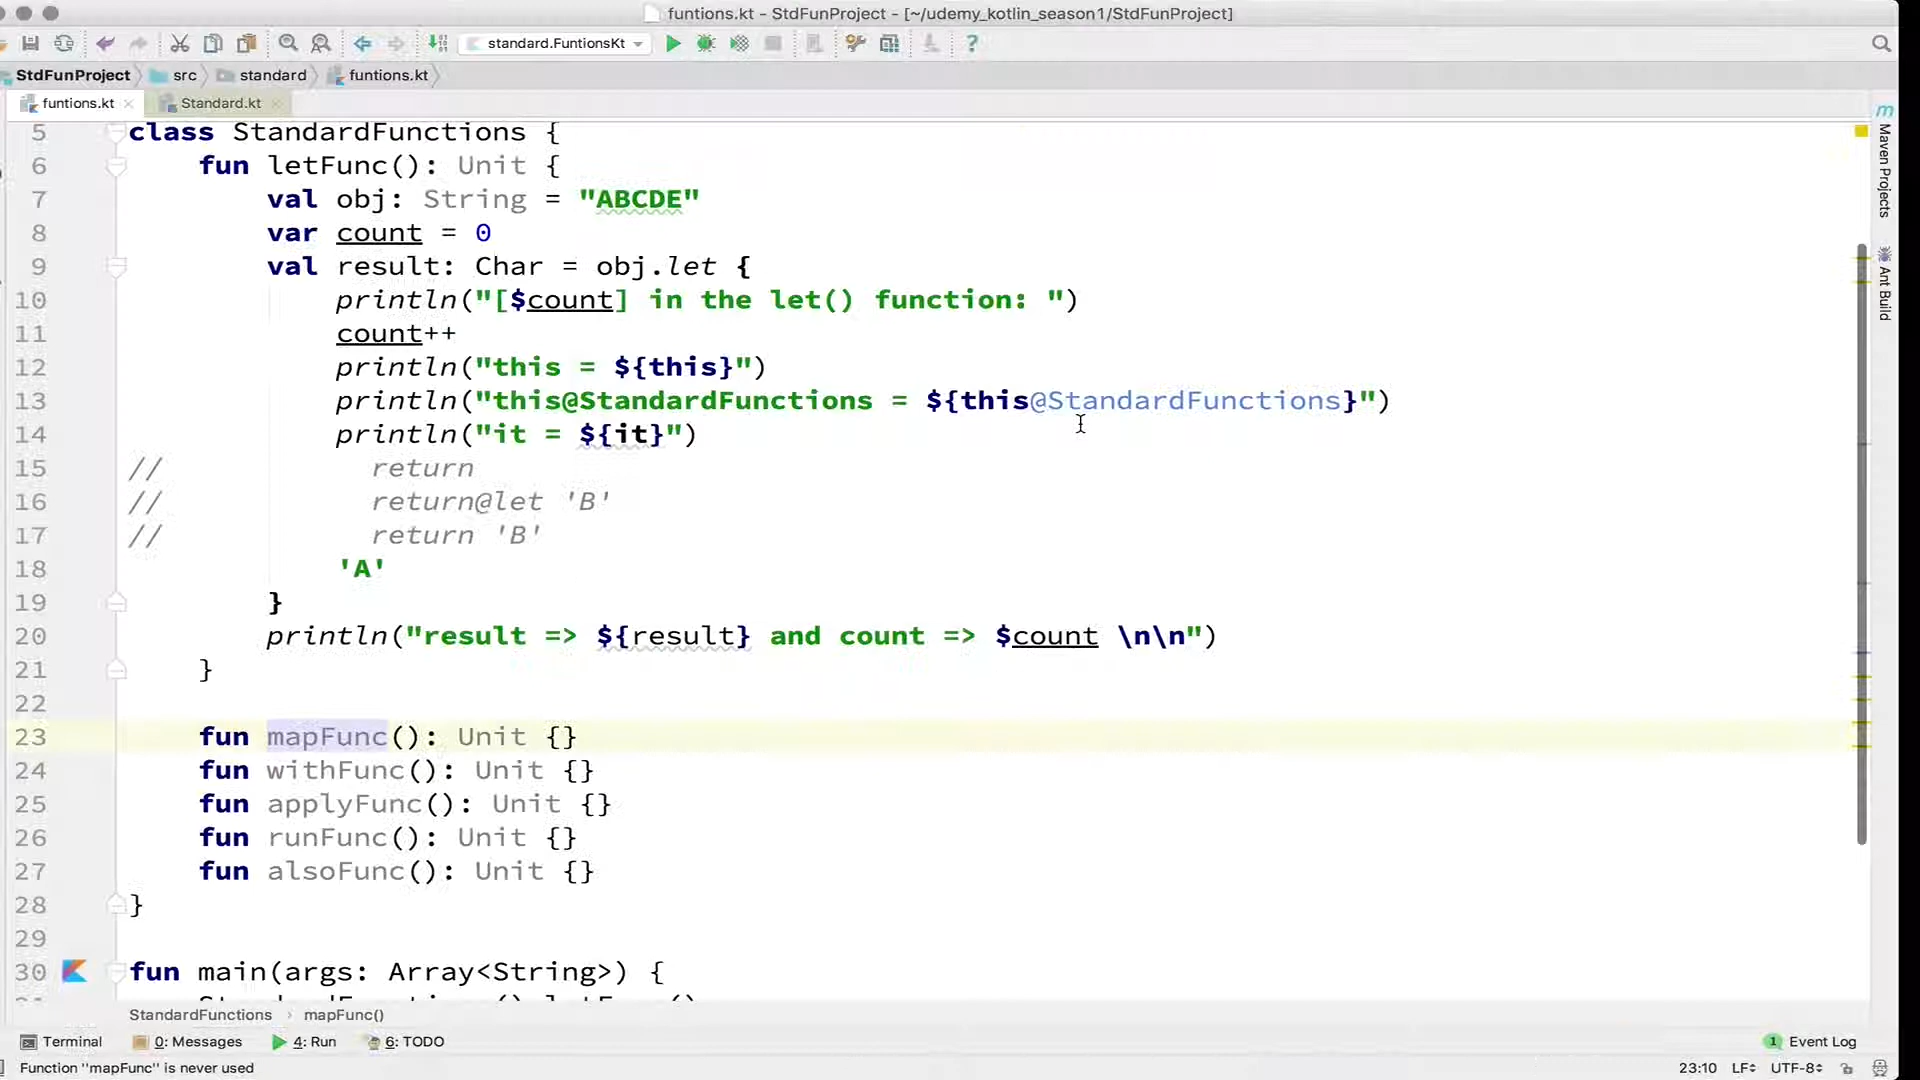 funtions.kt - StdFunProject - [~/udemy_kotlin_season1/StdFunProject]
standard.FuntionsKt
StdFunProject src standard funtions.kt
funtions.kt Standard.kt
5 class StandardFunctions {
6 fun letFunc(): Unit {
7 val obj: String = "ABCDE"
8 var count = 0
9 val result: Char = obj.let {
10 println("[$count] in the let() function: ")
11 count++
12 println("this = ${this}")
13 println("this@StandardFunctions = ${this@StandardFunctions}")
14 println("it = ${it}")
15 // return
16 // return@let 'B'
17 // return 'B'
18 'A'
19 }
20 println("result => ${result} and count => $count \n\n")
21 }
22
23 fun mapFunc(): Unit {}
24 fun withFunc(): Unit {}
25 fun applyFunc(): Unit {}
26 fun runFunc(): Unit {}
27 fun alsoFunc(): Unit {}
28 }
29
30 fun main(args: Array<String>) {
StandardFunctions › mapFunc()
Terminal 0: Messages 4: Run 6: TODO
1 Event Log
Function "mapFunc" is never used
23:10 LF UTF-8
m Maven Projects
Ant Build